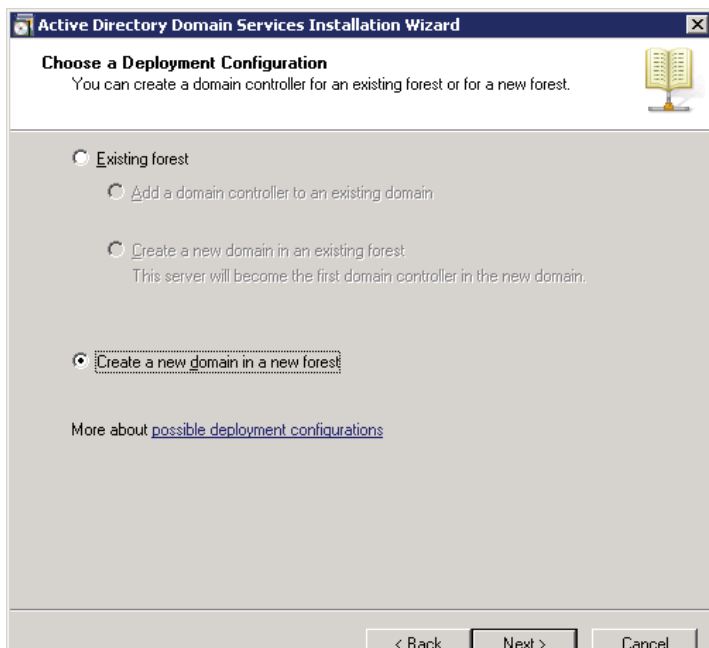 Active Directory Domain Services Installation Wizard
Choose a Deployment Configuration
You can create a domain controller for an existing forest or for a new forest.
Existing forest
Add a domain controller to an existing domain
Create a new domain in an existing forest
This server will become the first domain controller in the new domain.
Create a new domain in a new forest
More about possible deployment configurations
< Back Next > Cancel